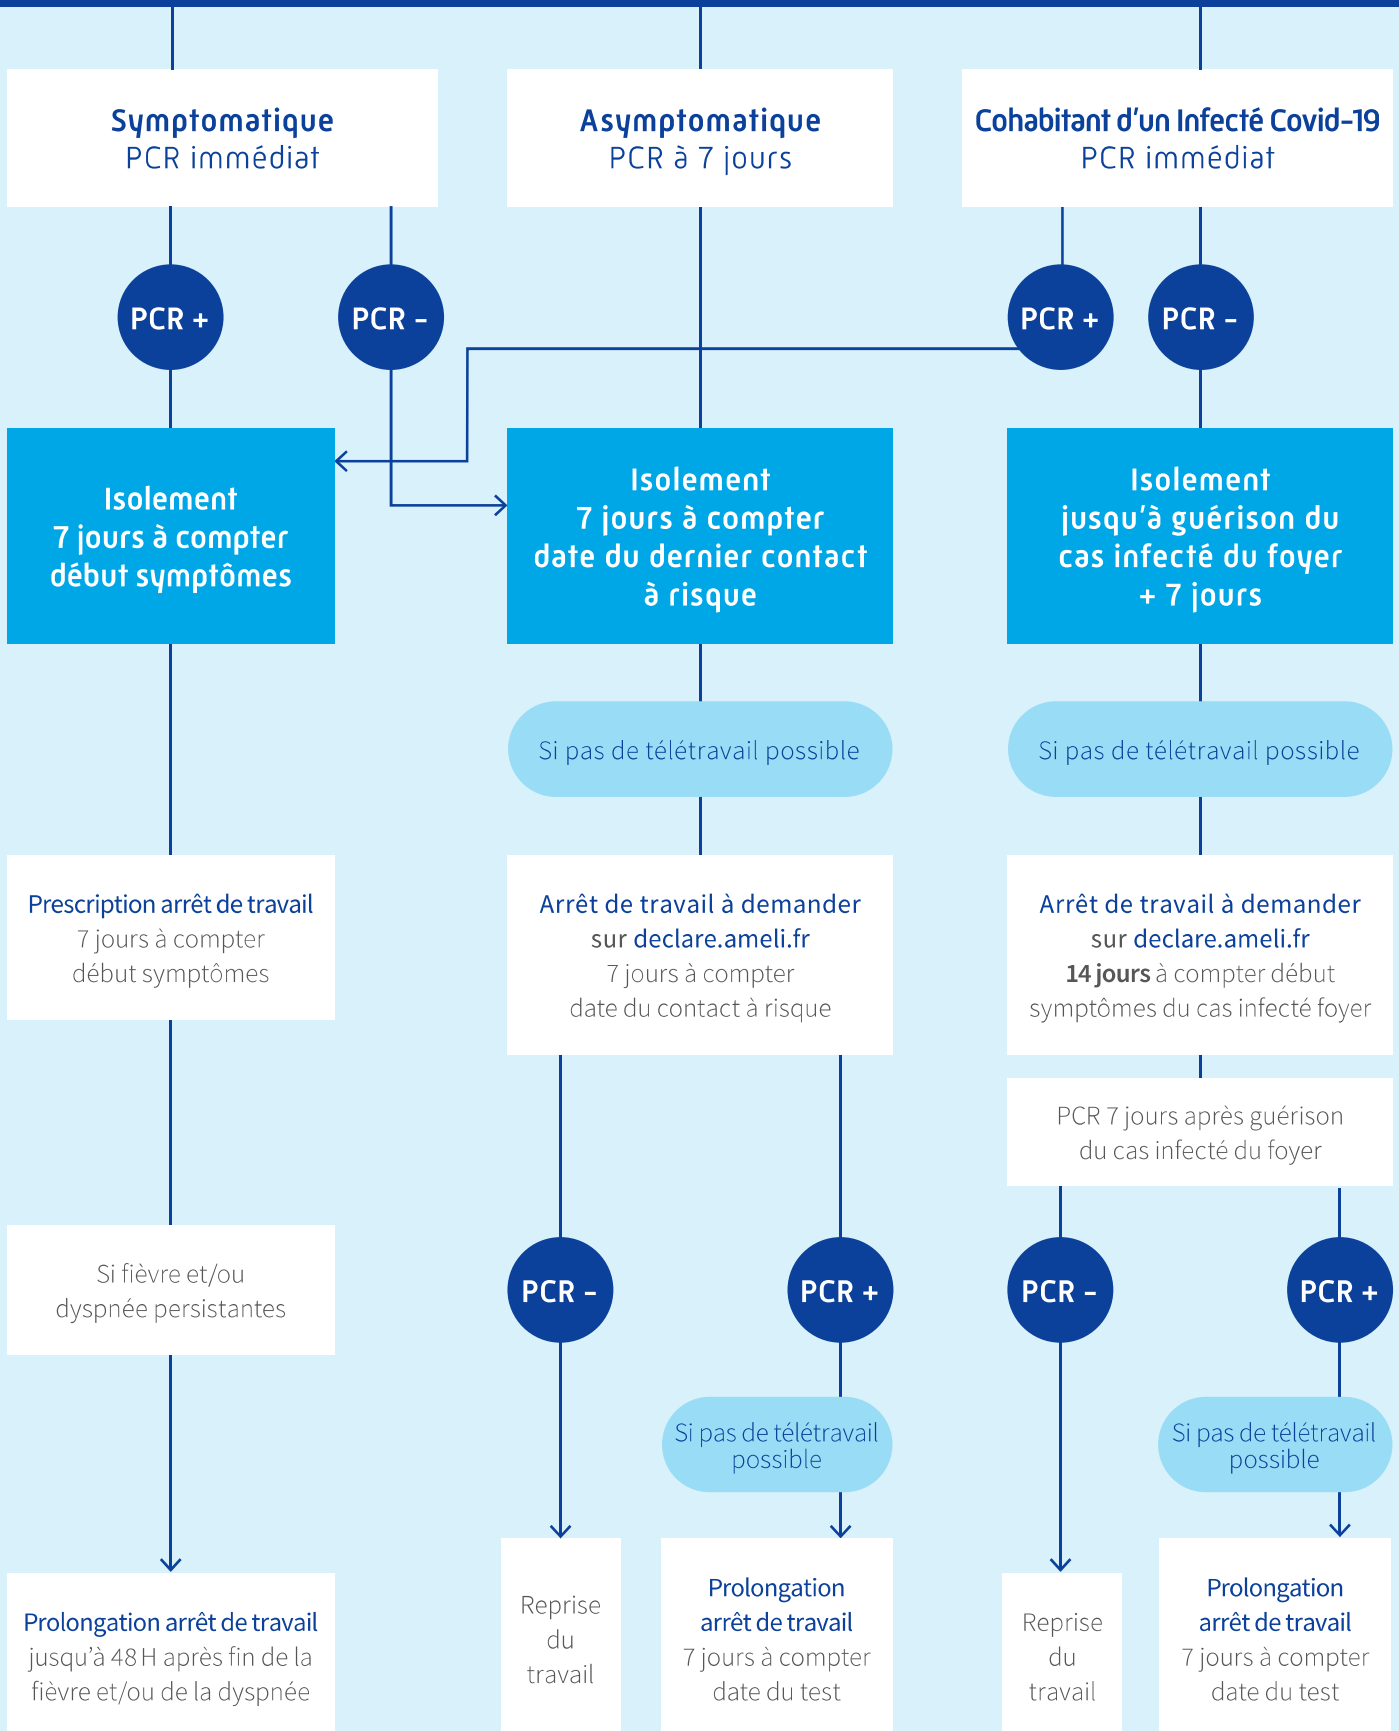 Symptomatique
PCR immédiat
Asymptomatique
PCR à 7 jours
Cohabitant d'un Infecté Covid-19
PCR immédiat
PCR +
PCR -
PCR +
PCR -
Isolement
7 jours à compter
début symptômes
Isolement
7 jours à compter
date du dernier contact
à risque
Isolement
jusqu'à guérison du
cas infecté du foyer
+ 7 jours
Si pas de télétravail possible
Si pas de télétravail possible
Prescription arrêt de travail
7 jours à compter
début symptômes
Arrêt de travail à demander
sur declare.ameli.fr
7 jours à compter
date du contact à risque
Arrêt de travail à demander
sur declare.ameli.fr
14 jours à compter début
symptômes du cas infecté foyer
PCR 7 jours après guérison
du cas infecté du foyer
Si fièvre et/ou
dyspnée persistantes
PCR -
PCR +
PCR -
PCR +
Si pas de télétravail
possible
Si pas de télétravail
possible
Prolongation arrêt de travail
jusqu'à 48 H après fin de la
fièvre et/ou de la dyspnée
Reprise
du
travail
Prolongation
arrêt de travail
7 jours à compter
date du test
Reprise
du
travail
Prolongation
arrêt de travail
7 jours à compter
date du test